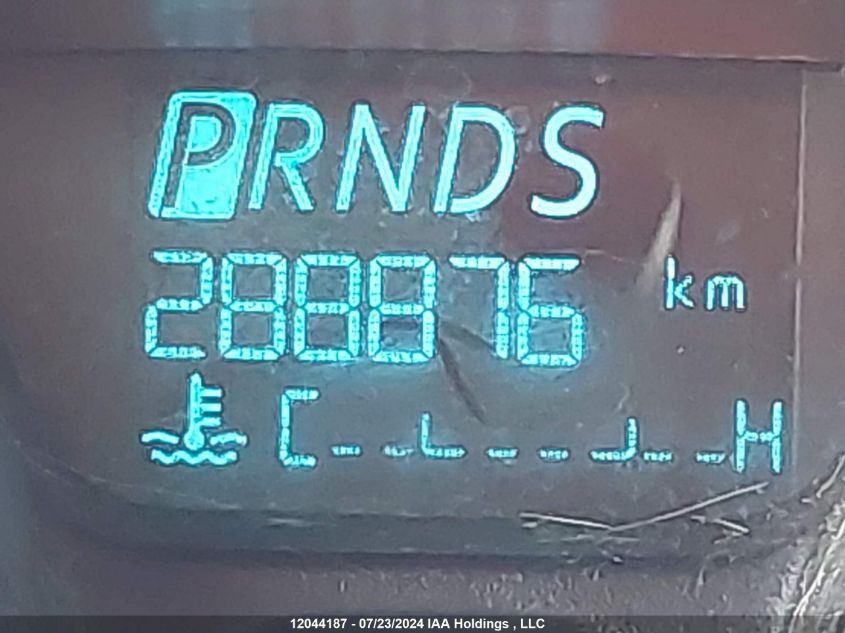 PRNDS
288876 km
C H
12044187 - 07/23/2024 IAA Holdings , LLC